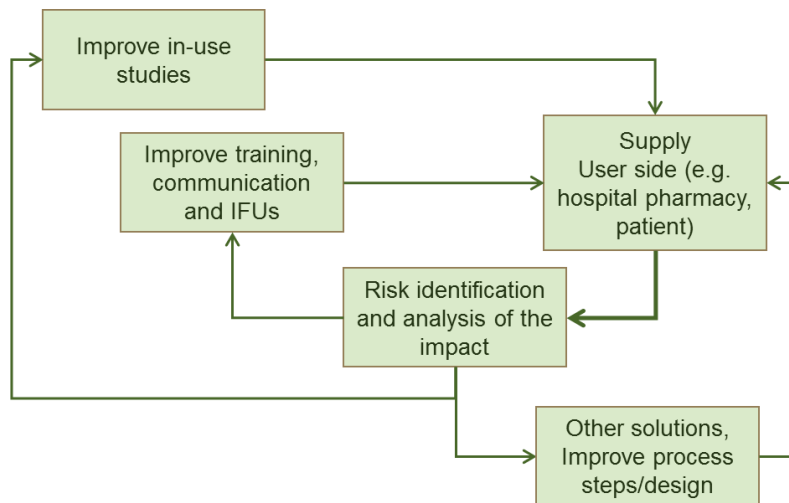 Improve in-use
studies
Improve training,
communication
and IFUs
Supply
User side (e.g.
hospital pharmacy,
patient)
Risk identification
and analysis of the
impact
Other solutions,
Improve process
steps/design